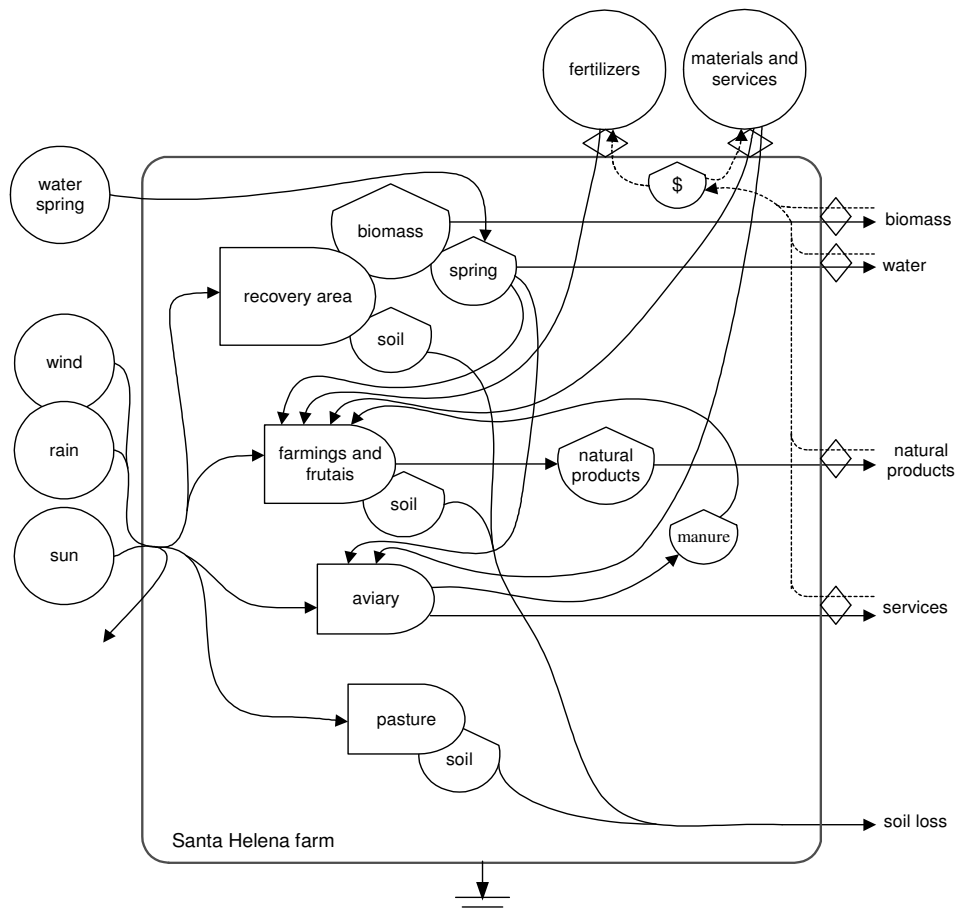 fertilizers
materials and
services
water
spring
$
biomass
biomass
water
spring
recovery area
soil
wind
rain
farmings and
frutais
natural
products
natural
products
soil
manure
sun
aviary
services
pasture
soil
soil loss
Santa Helena farm